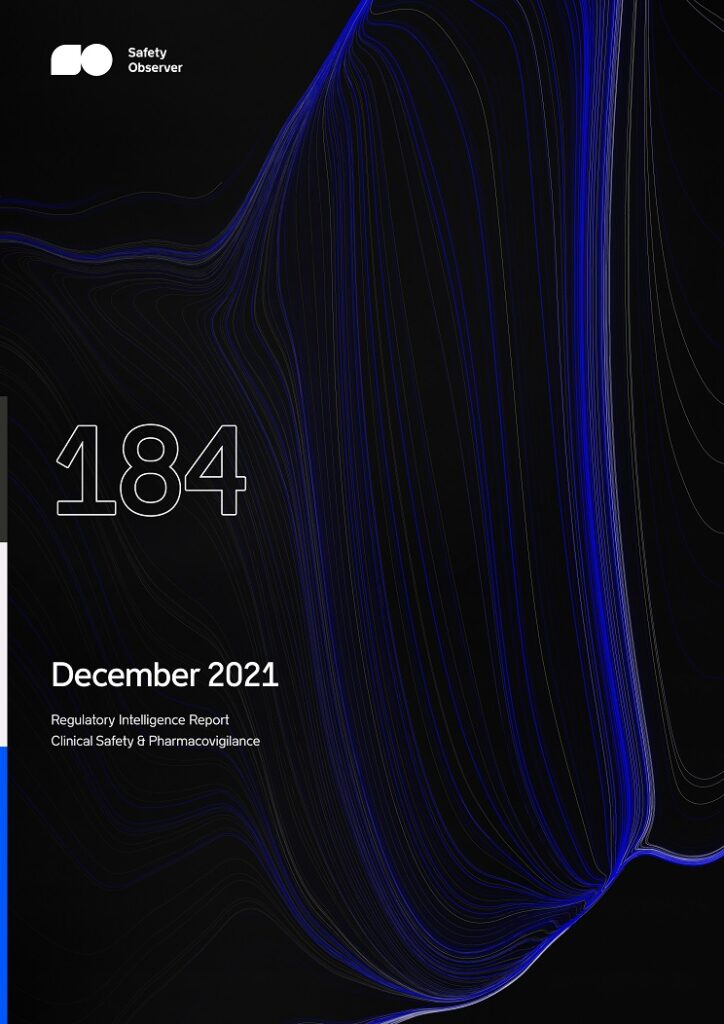 Safety
Observer
184
December 2021
Regulatory Intelligence Report
Clinical Safety & Pharmacovigilance